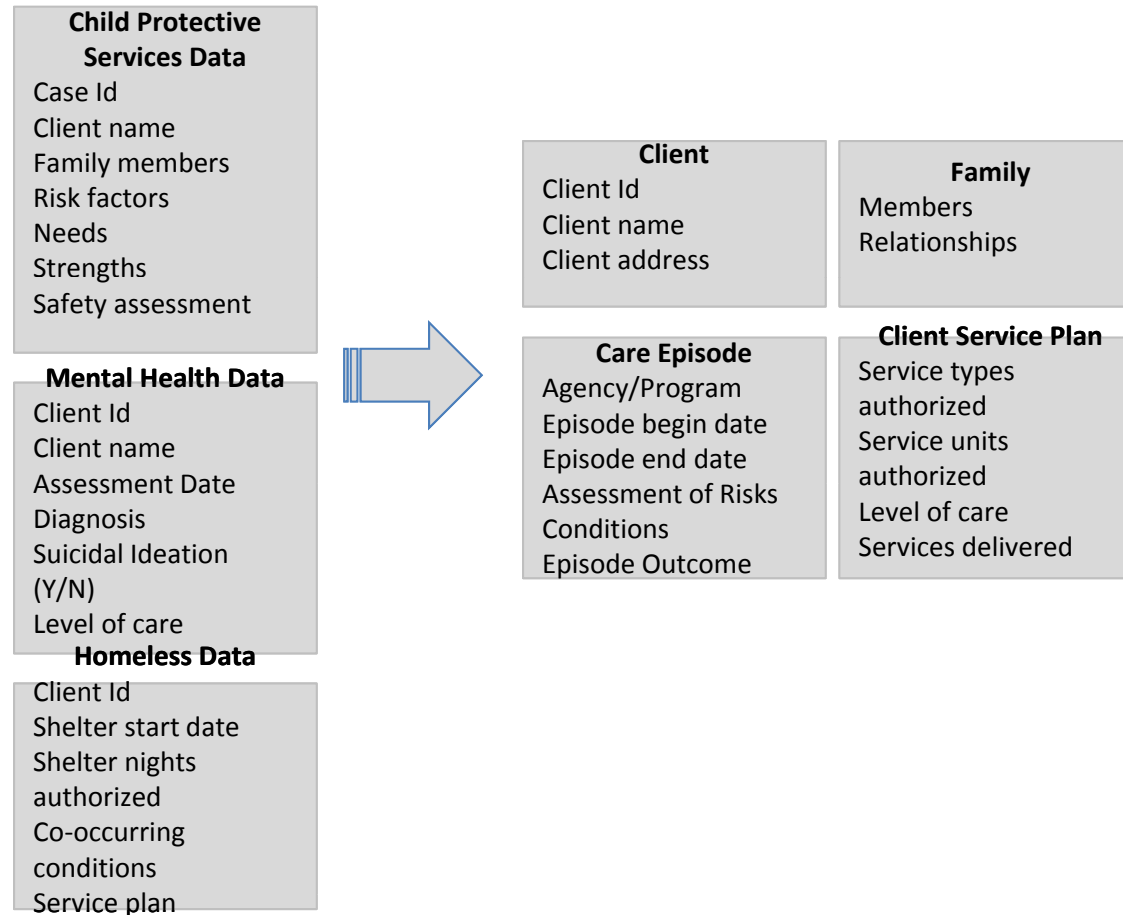 Child Protective
Services Data
Case Id
Client name
Family members
Risk factors
Needs
Strengths
Safety assessment
Mental Health Data
Client Id
Client name
Assessment Date
Diagnosis
Suicidal Ideation
(Y/N)
Level of care
Homeless Data
Client Id
Shelter start date
Shelter nights
authorized
Co-occurring
conditions
Service plan
Client
Client Id
Client name
Client address
Family
Members
Relationships
Care Episode
Agency/Program
Episode begin date
Episode end date
Assessment of Risks
Conditions
Episode Outcome
Client Service Plan
Service types
authorized
Service units
authorized
Level of care
Services delivered